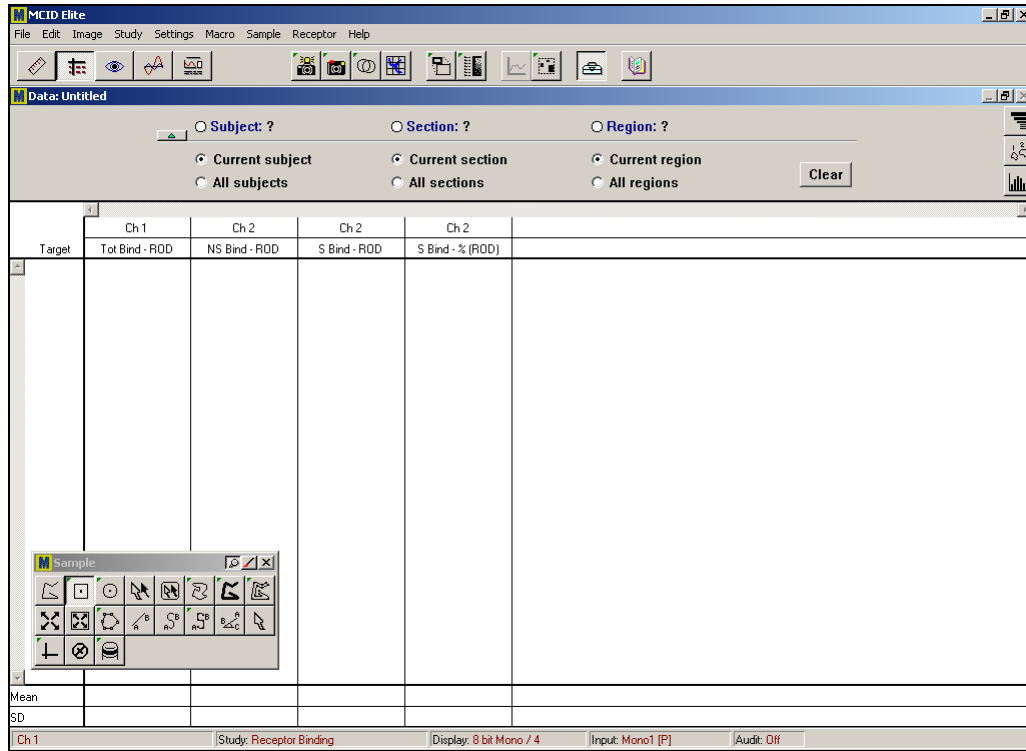 MCID Elite
File Edit Image Study Settings Macro Sample Receptor Help
Data: Untitled
Subject: ? Section: ? Region: ?
Current subject Current section Current region
All subjects All sections All regions
Clear
Ch 1 Ch 2 Ch 2 Ch 2
Target Tot Bind - ROD NS Bind - ROD S Bind - ROD S Bind - % (ROD)
Sample
Mean
SD
Ch 1 Study: Receptor Binding Display: 8 bit Mono / 4 Input: Mono1 [P] Audit: Off